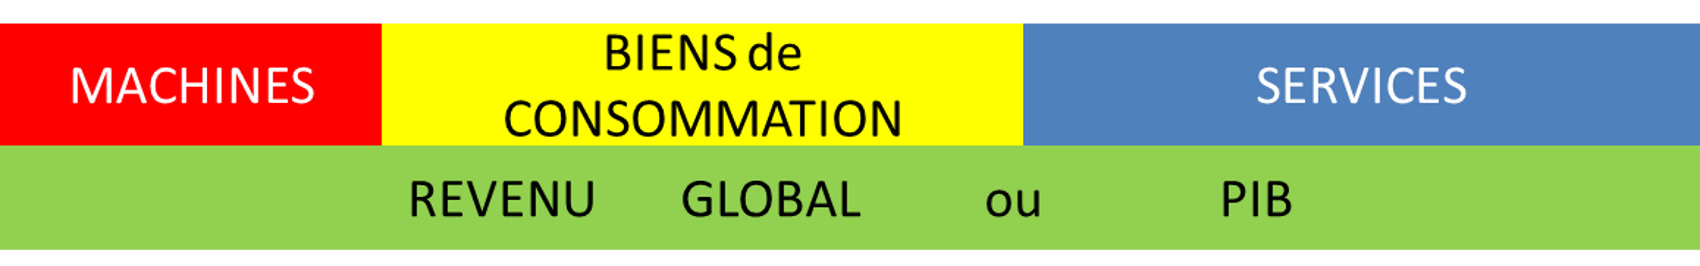 MACHINES
BIENS de
CONSOMMATION
SERVICES
REVENU GLOBAL ou PIB